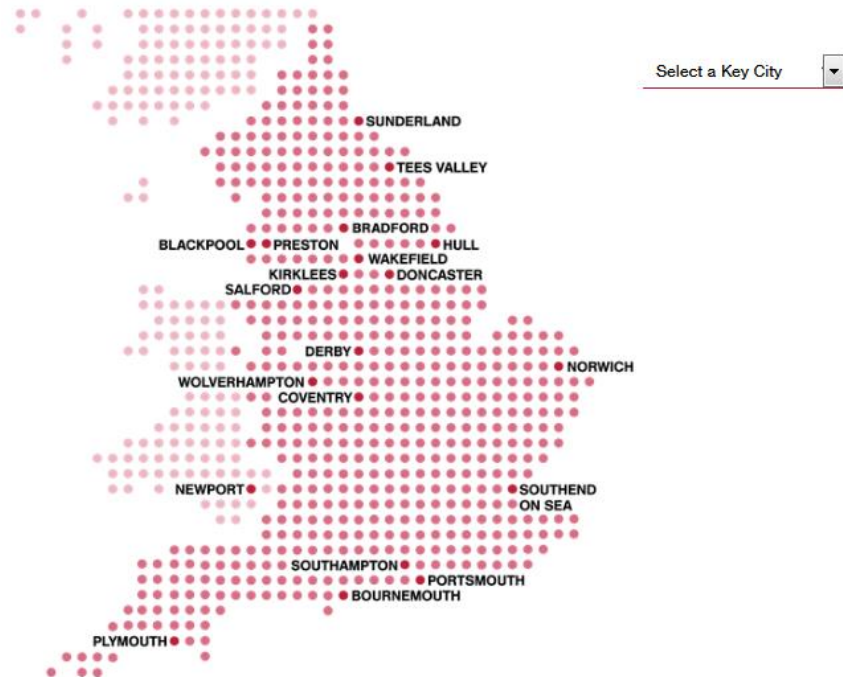 Select a Key City
SUNDERLAND
TEES VALLEY
BRADFORD
BLACKPOOL
PRESTON
HULL
WAKEFIELD
KIRKLEES
DONCASTER
SALFORD
DERBY
NORWICH
WOLVERHAMPTON
COVENTRY
NEWPORT
SOUTHEND
ON SEA
SOUTHAMPTON
PORTSMOUTH
BOURNEMOUTH
PLYMOUTH